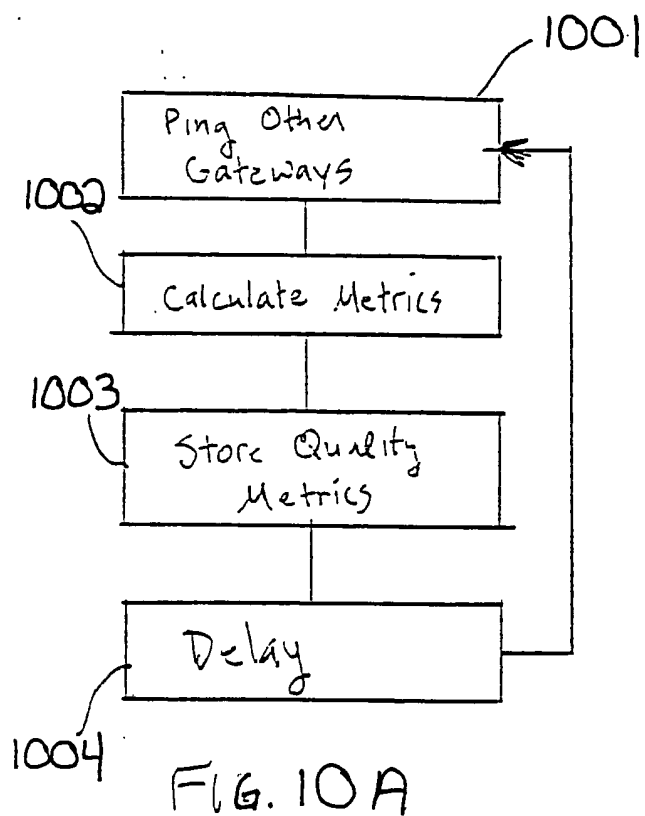 1001
Ping Other
Gateways
1002
Calculate Metrics
1003
Store Quality
Metrics
Delay
1004
FIG. 10A